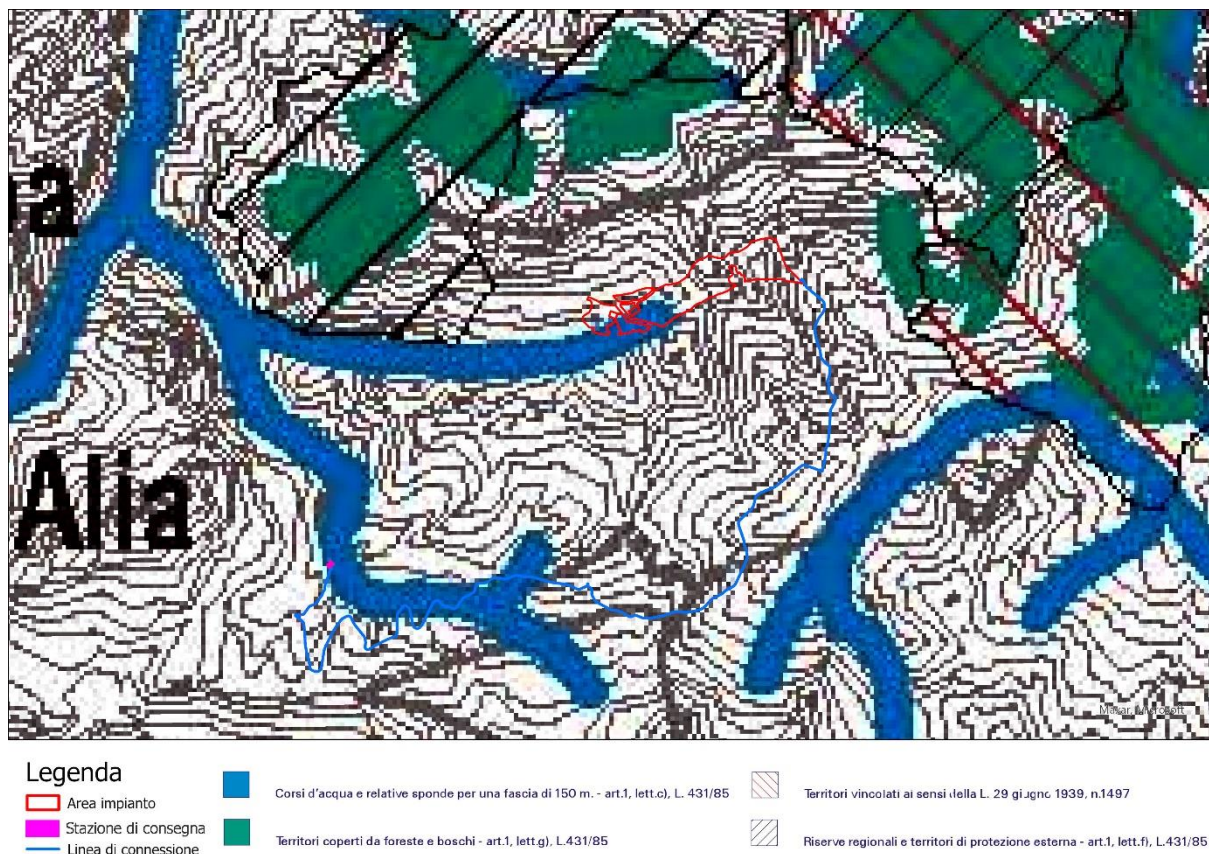 a
Alia
Maxar, Microsoft
Legenda
Area impianto
Stazione di consegna
Linea di connessione
Corsi d'acqua e relative sponde per una fascia di 150 m. - art.1, lett.c), L. 431/85
Territori coperti da foreste e boschi - art.1, lett.g), L.431/85
Territori vincolati ai sensi della L. 29 giugno 1939, n.1497
Riserve regionali e territori di protezione esterna - art.1, lett.f), L.431/85